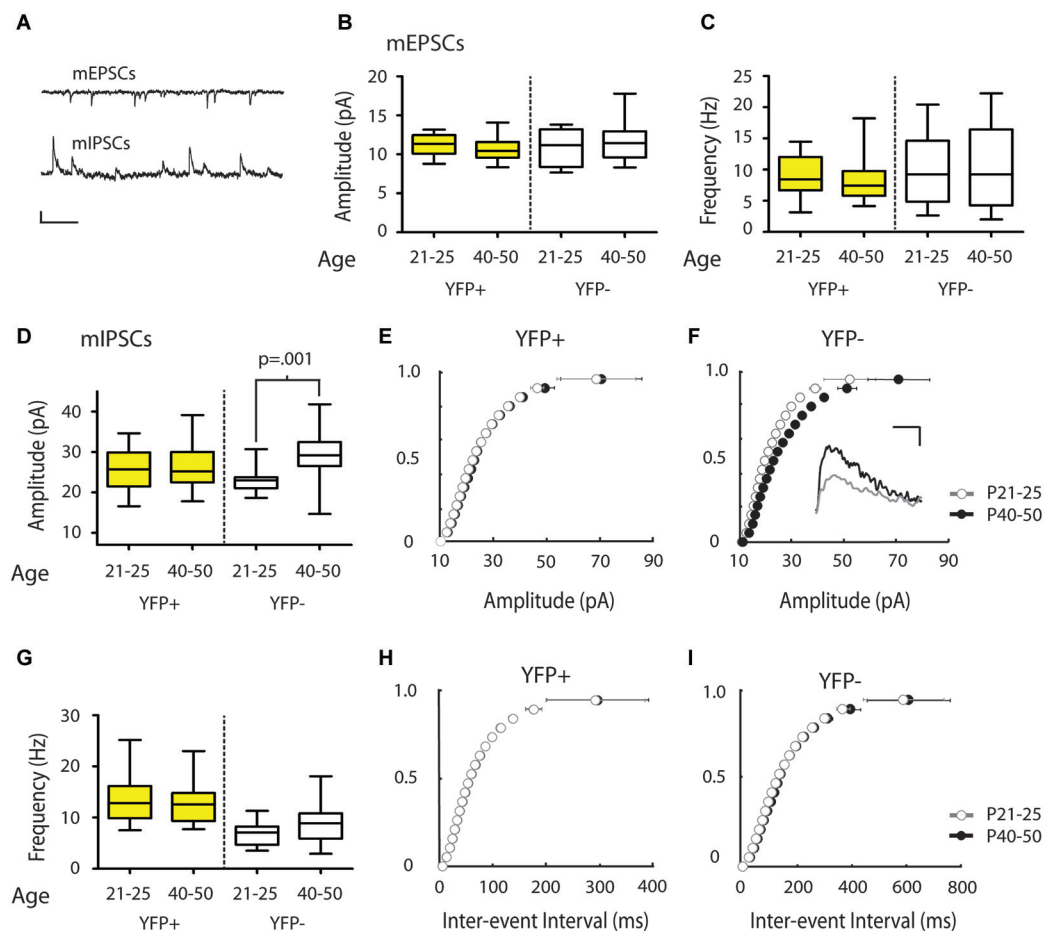 A
mEPSCs
mIPSCs
B
mEPSCs
Amplitude (pA)
20
15
10
5
0
Age
21-25
40-50
21-25
40-50
YFP+
YFP-
C
Frequency (Hz)
25
20
15
10
5
0
Age
21-25
40-50
21-25
40-50
YFP+
YFP-
D
mIPSCs
p=.001
Amplitude (pA)
40
30
20
10
Age
21-25
40-50
21-25
40-50
YFP+
YFP-
E
YFP+
1.0
0.5
0
10
30
50
70
90
Amplitude (pA)
F
YFP-
1.0
0.5
0
10
30
50
70
90
Amplitude (pA)
P21-25
P40-50
G
Frequency (Hz)
30
20
10
0
Age
21-25
40-50
21-25
40-50
YFP+
YFP-
H
YFP+
1.0
0.5
0
0
100
200
300
400
Inter-event Interval (ms)
I
YFP-
1.0
0.5
0
0
200
400
600
800
Inter-event Interval (ms)
P21-25
P40-50